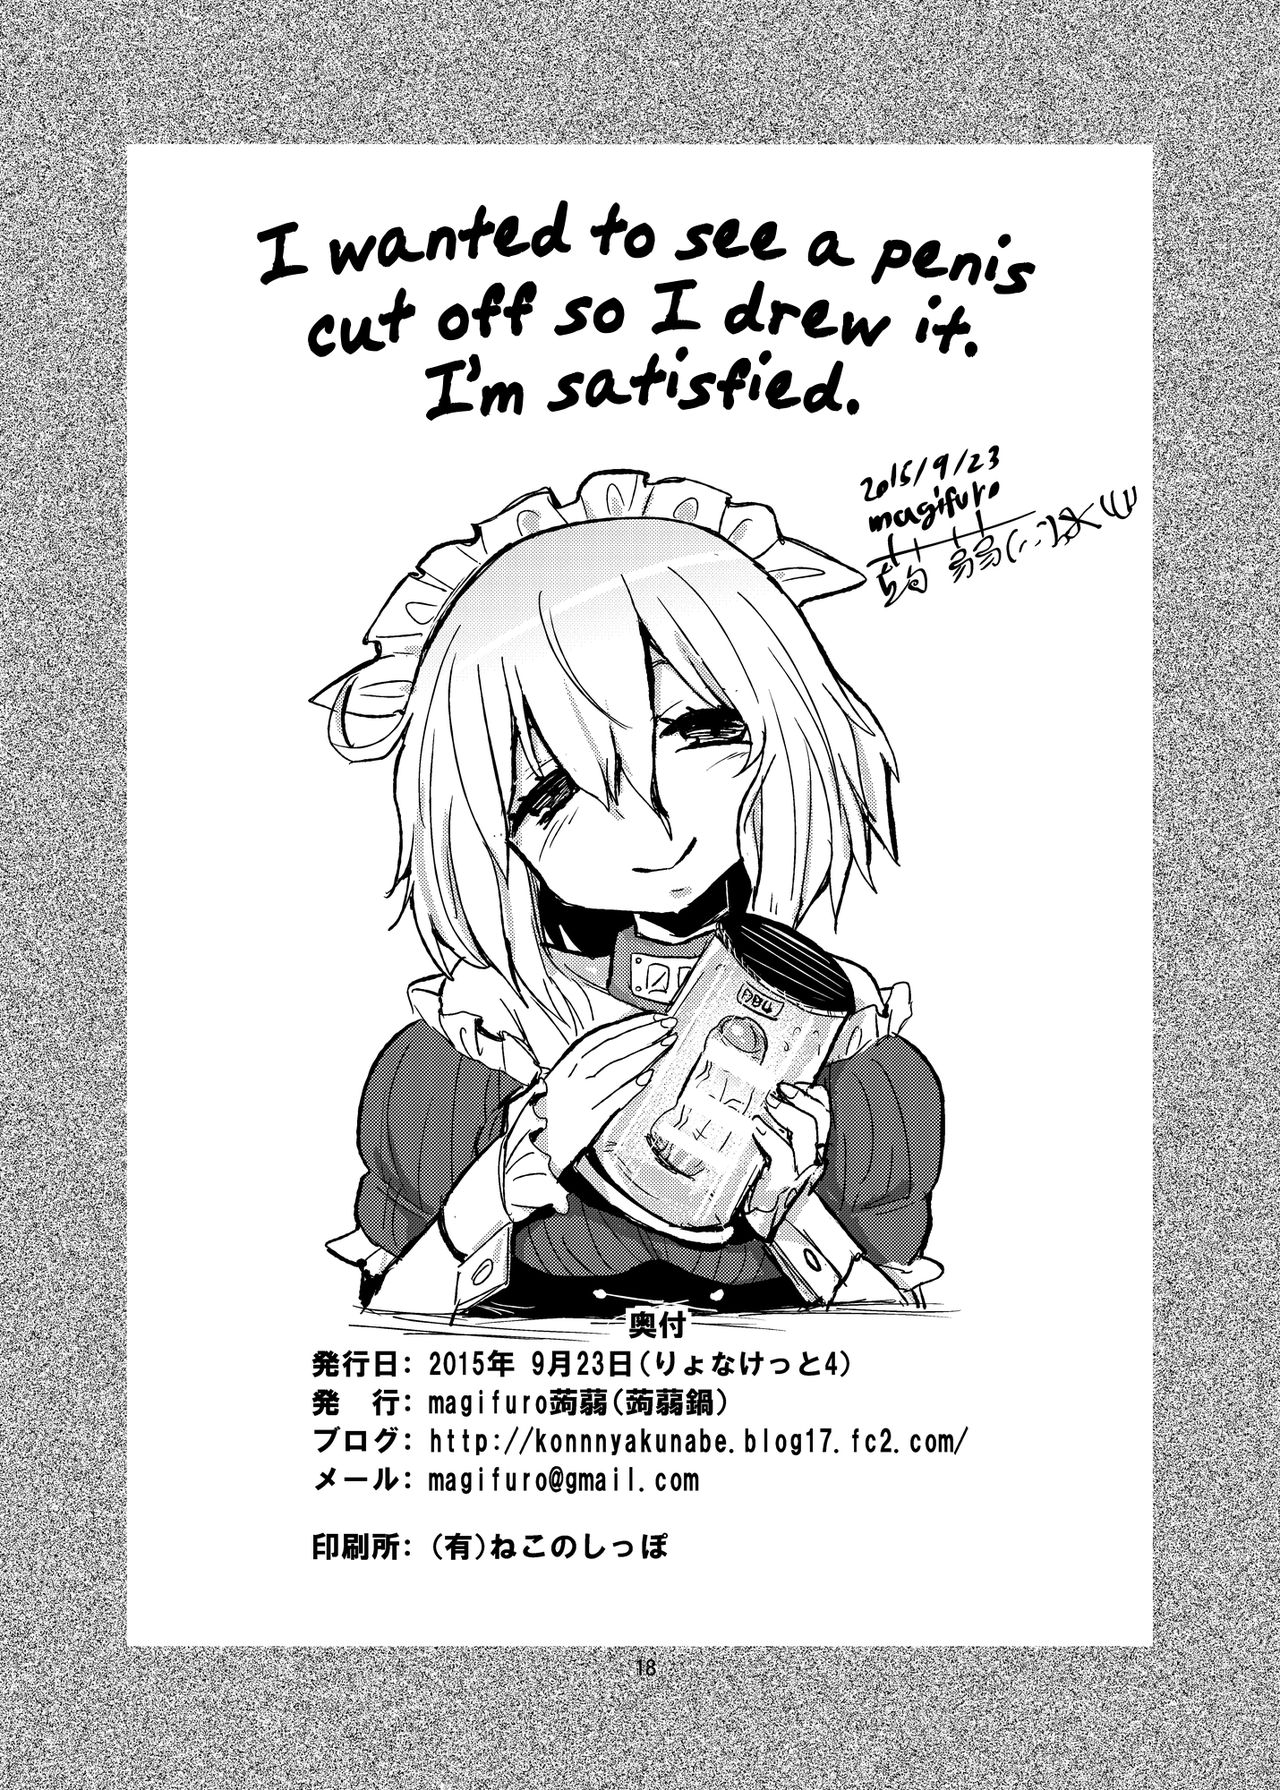 I wanted to see a penis
cut off so I drew it.
I'm satisfied.
2015/9/23
magifuro
蒟蒻
奥付
発行日: 2015年 9月23日(りょなけっと4)
発 行: magifuro蒟蒻(蒟蒻鍋)
ブログ: http://konnnyakunabe.blog17.fc2.com/
メール: magifuro@gmail.com
印刷所: (有)ねこのしっぽ
18